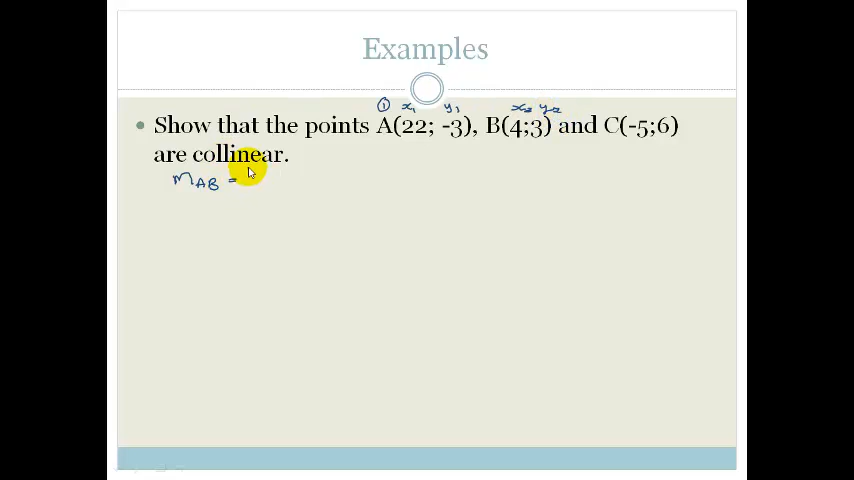 Examples
① x₁ y₁ x₂ y₂
Show that the points A(22; -3), B(4;3) and C(-5;6)
are collinear.
m_AB =